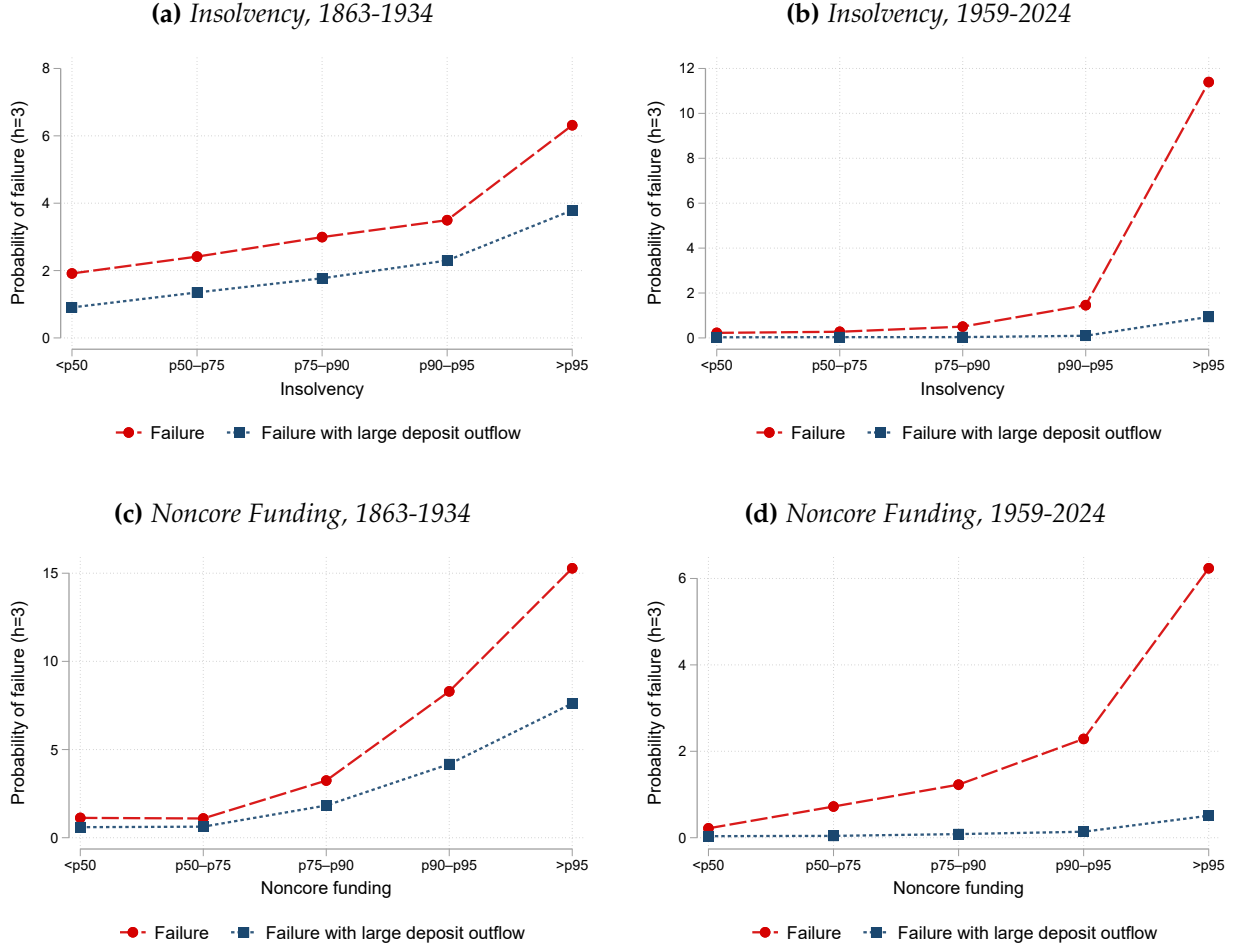 (a) Insolvency, 1863-1934
Probability of failure (h=3)
8
6
4
2
0
<p50
p50–p75
p75–p90
p90–p95
>p95
Insolvency
Failure
Failure with large deposit outflow
(b) Insolvency, 1959-2024
Probability of failure (h=3)
12
10
8
6
4
2
0
<p50
p50–p75
p75–p90
p90–p95
>p95
Insolvency
Failure
Failure with large deposit outflow
(c) Noncore Funding, 1863-1934
Probability of failure (h=3)
15
10
5
0
<p50
p50–p75
p75–p90
p90–p95
>p95
Noncore funding
Failure
Failure with large deposit outflow
(d) Noncore Funding, 1959-2024
Probability of failure (h=3)
6
4
2
0
<p50
p50–p75
p75–p90
p90–p95
>p95
Noncore funding
Failure
Failure with large deposit outflow